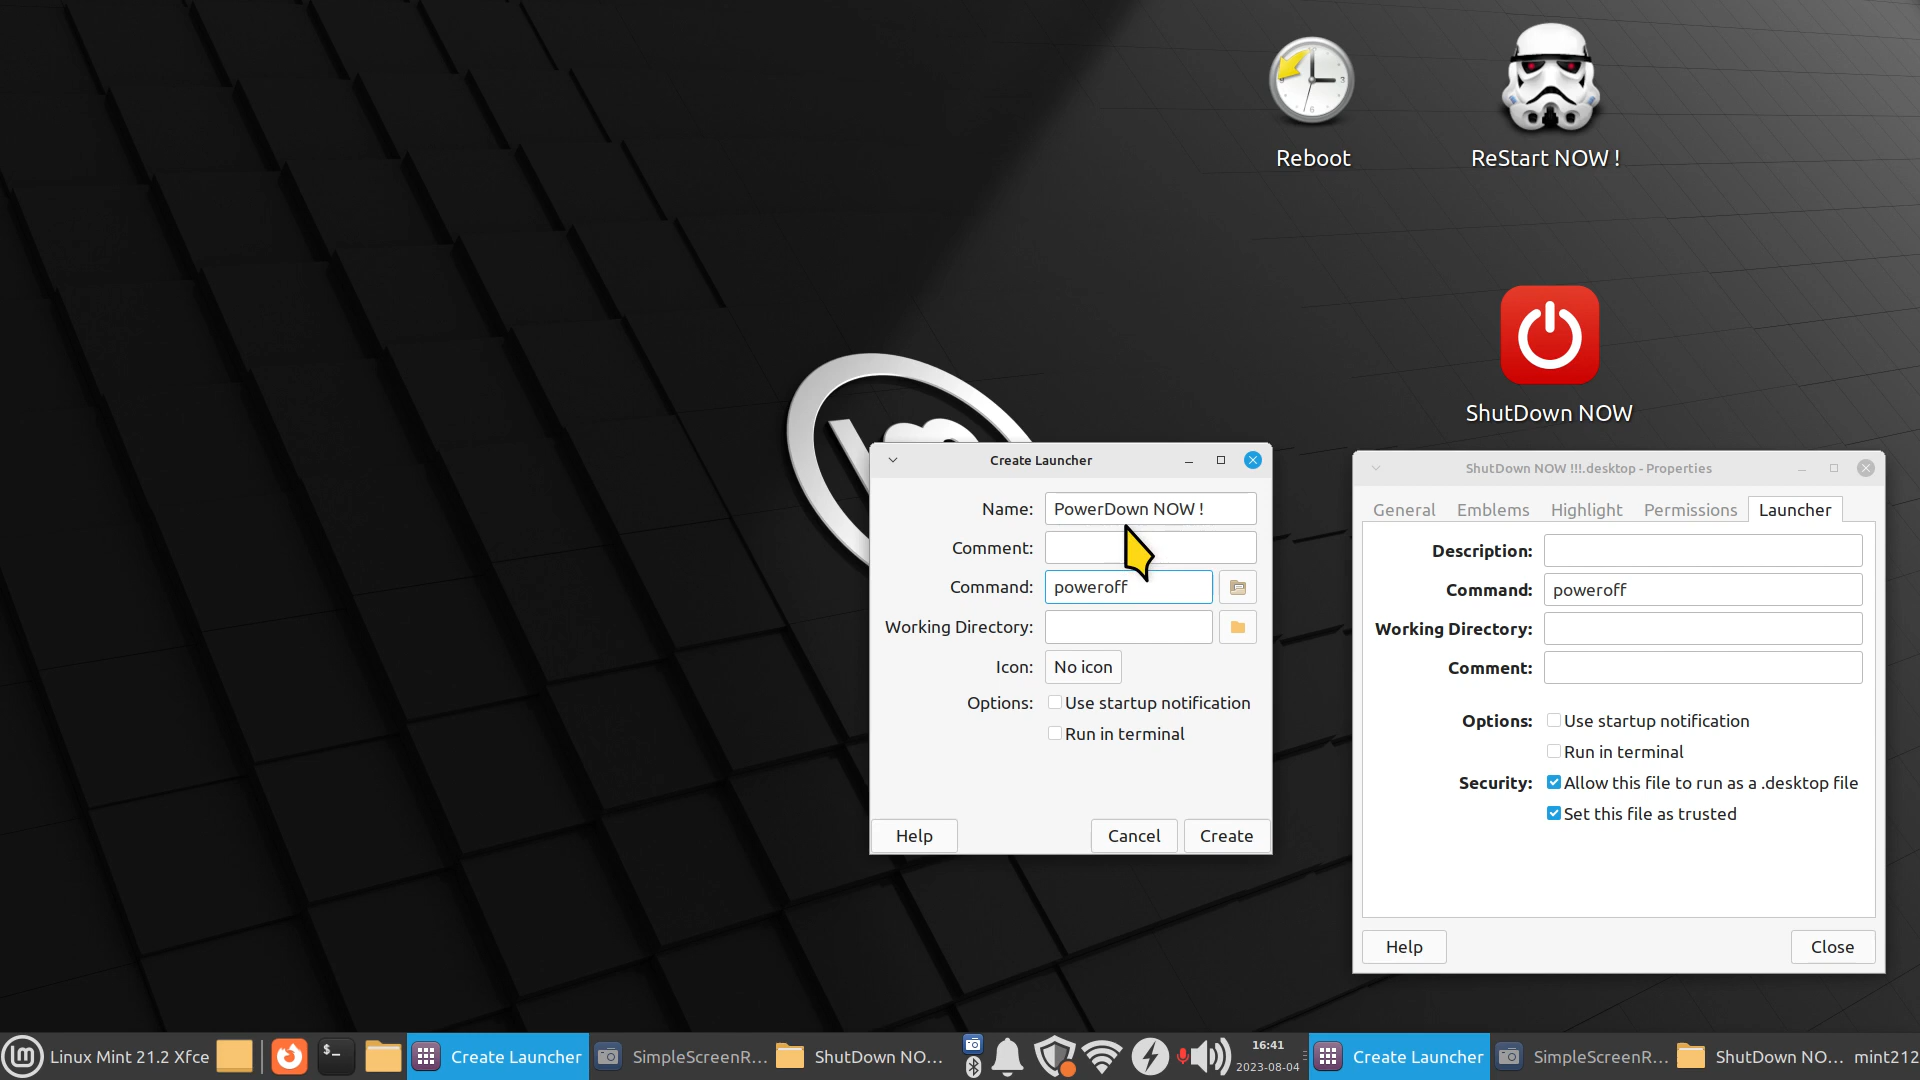 Reboot
ReStart NOW !
ShutDown NOW
Create Launcher
Name: PowerDown NOW !
Comment:
Command: poweroff
Working Directory:
Icon: No icon
Options: Use startup notification
Run in terminal
Help Cancel Create
ShutDown NOW !!!.desktop - Properties
General Emblems Highlight Permissions Launcher
Description:
Command: poweroff
Working Directory:
Comment:
Options: Use startup notification
Run in terminal
Security: Allow this file to run as a .desktop file
Set this file as trusted
Help Close
Linux Mint 21.2 Xfce $_ Create Launcher SimpleScreenR... ShutDown NO... 16:41 Create Launcher SimpleScreenR... ShutDown NO... mint212
2023-08-04